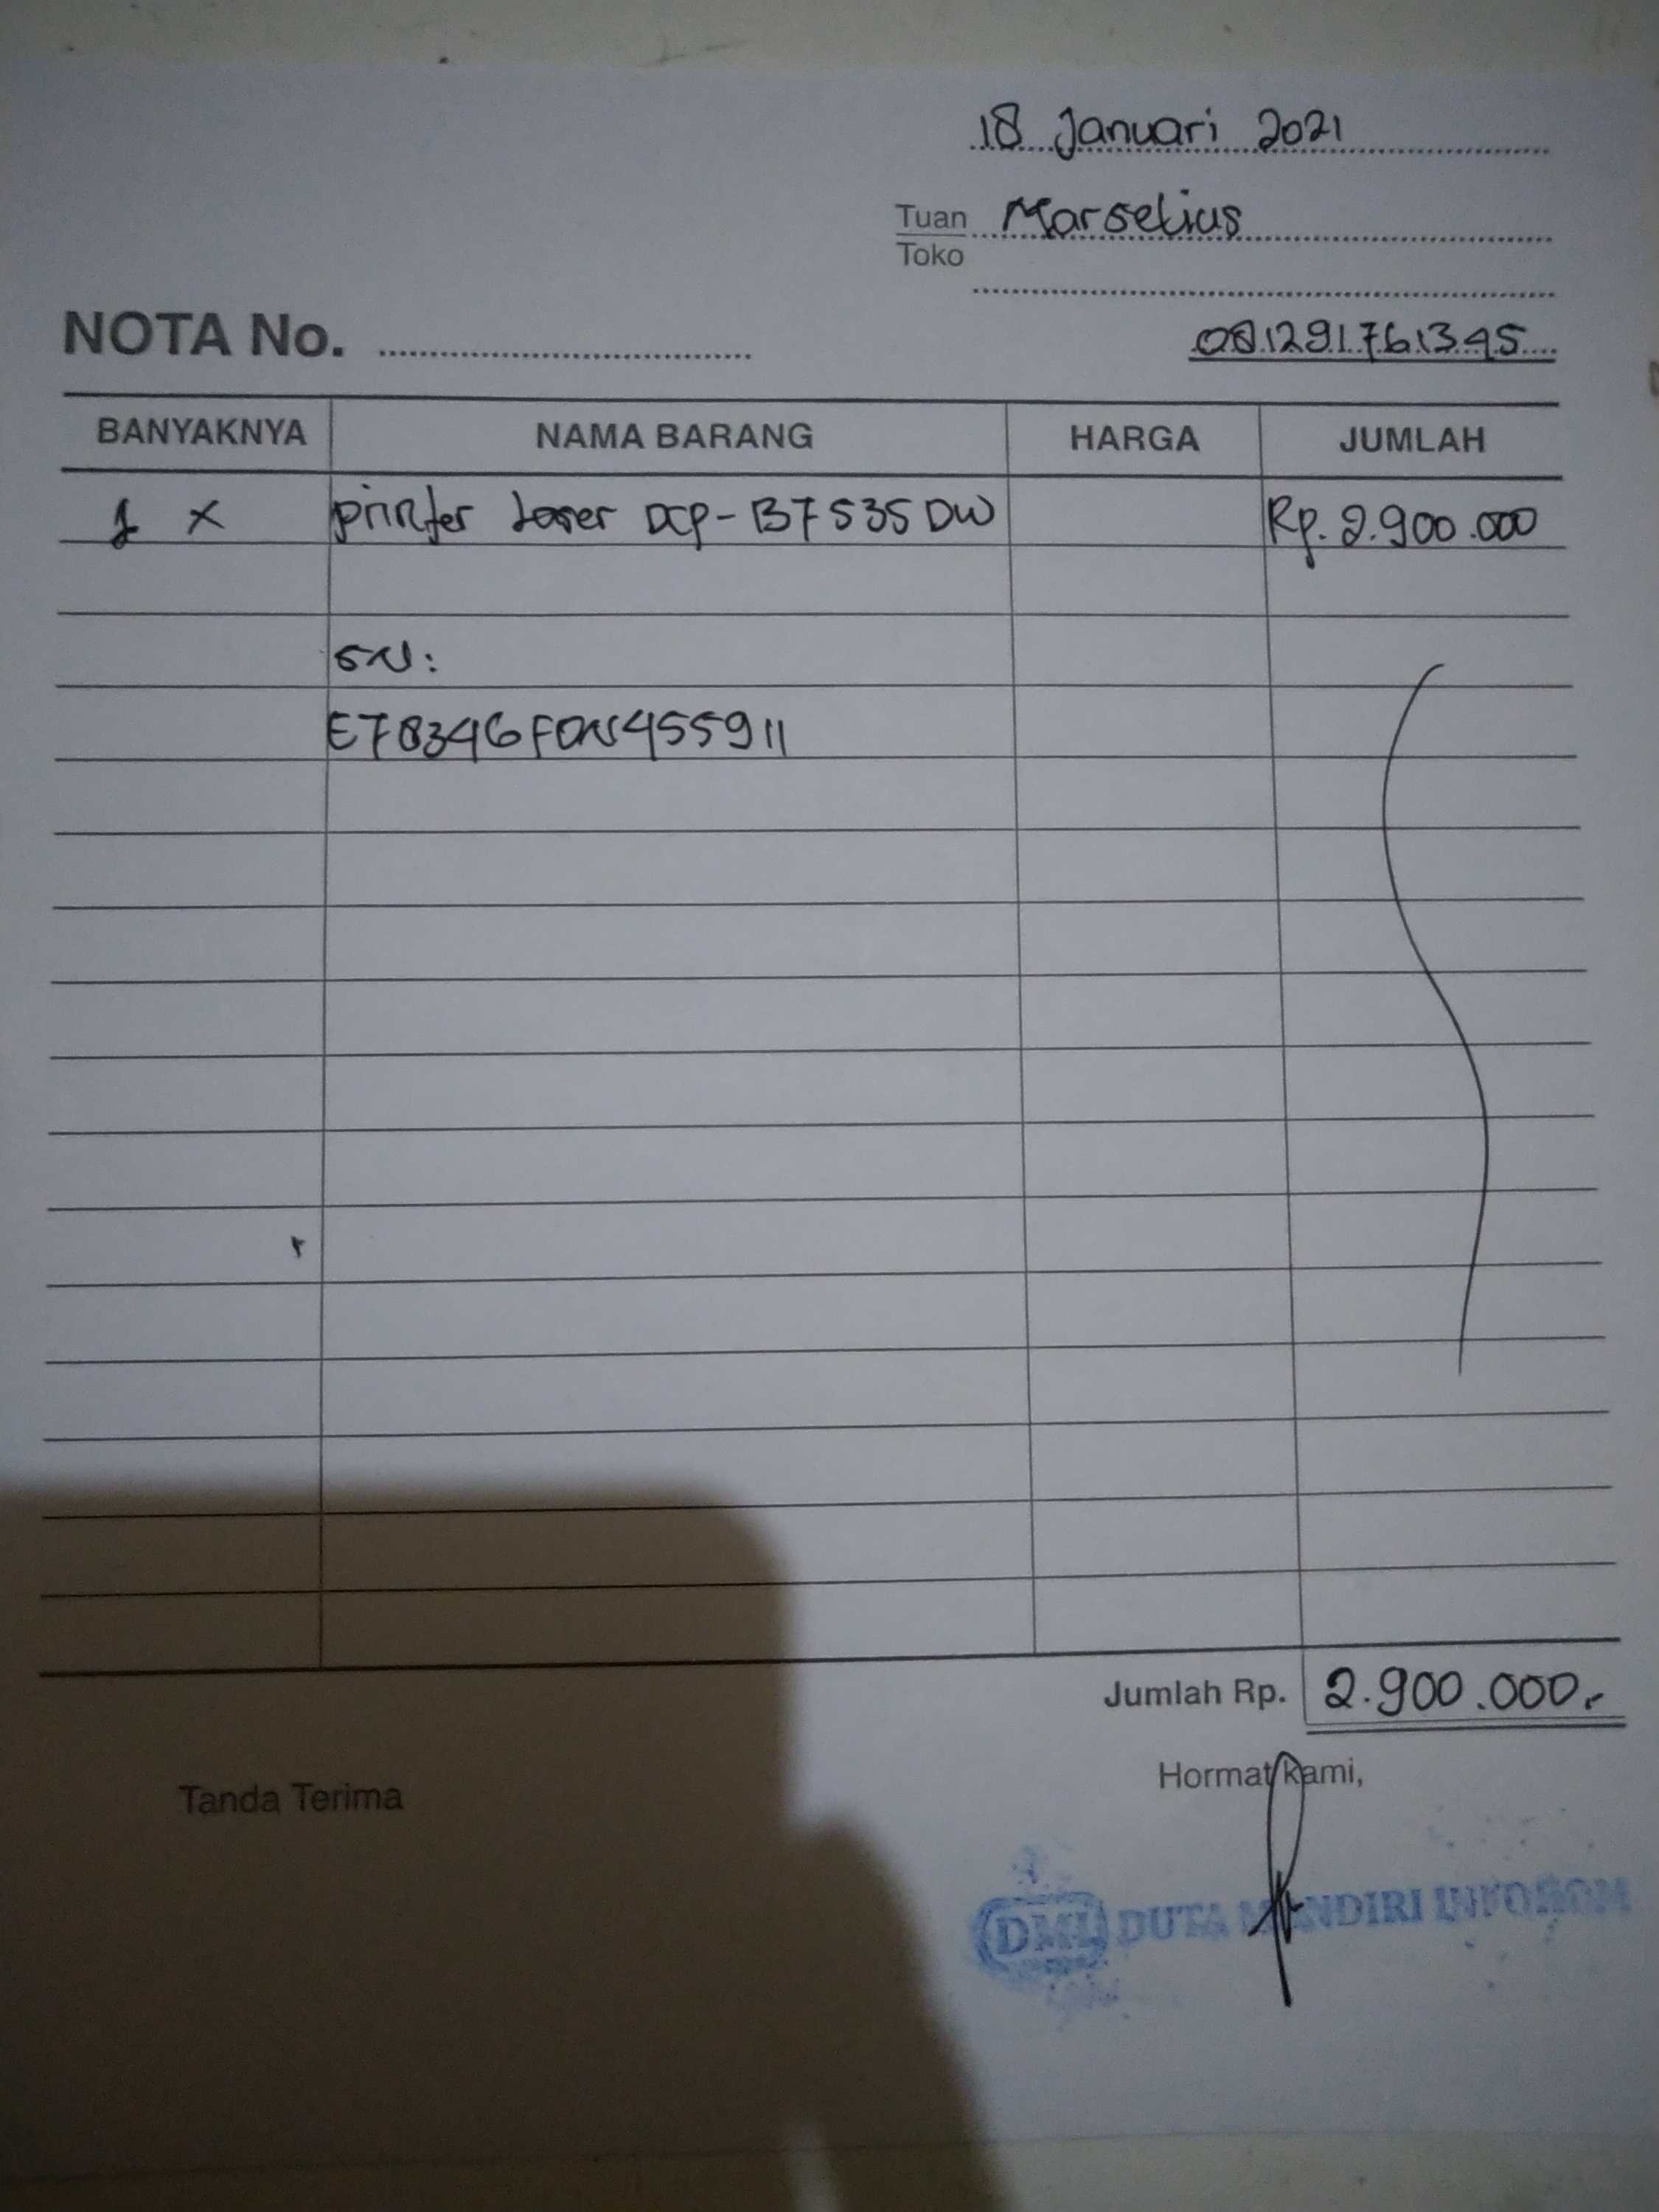 18 Januari 2021
Tuan Marselius
Toko
NOTA No.
081291761345
BANYAKNYA NAMA BARANG HARGA JUMLAH
1 x printer laser DCP-B7535DW Rp. 2.900.000
SN:
E78346F0N455911
Jumlah Rp. 2.900.000,-
Tanda Terima
Hormat kami,
DMI DUTA MANDIRI INFOKOM